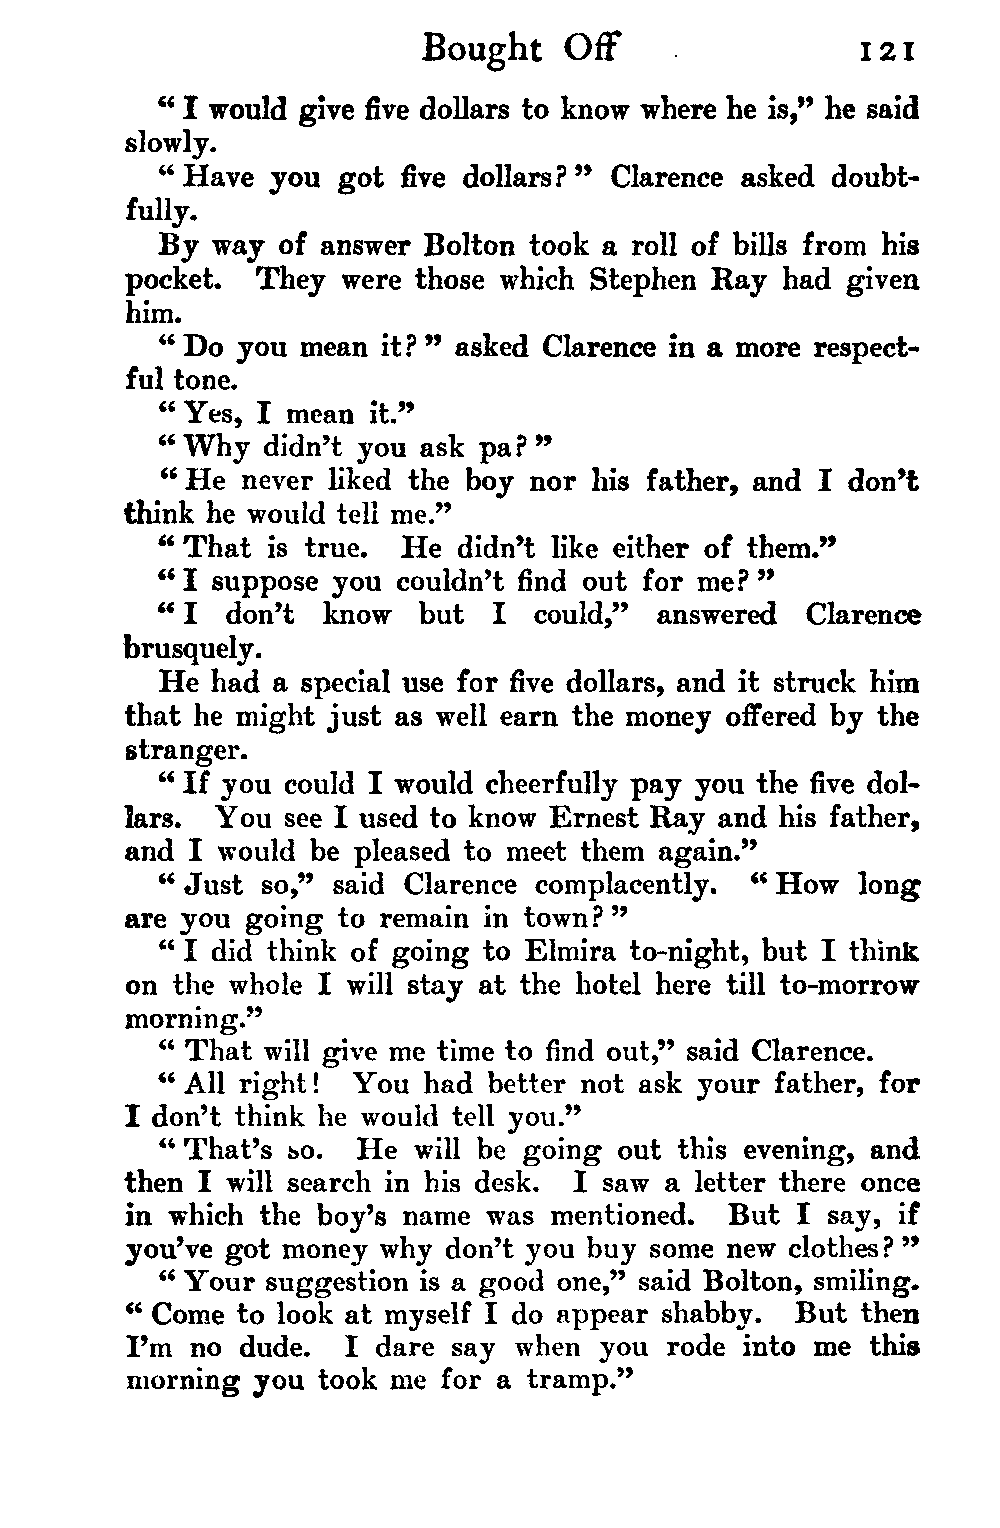 Bought Off 121
“ I would give five dollars to know where he is,” he said
slowly.
“ Have you got five dollars? ” Clarence asked doubt-
fully.
By way of answer Bolton took a roll of bills from his
pocket. They were those which Stephen Ray had given
him.
“ Do you mean it? ” asked Clarence in a more respect-
ful tone.
“ Yes, I mean it.”
“ Why didn’t you ask pa? ”
“ He never liked the boy nor his father, and I don’t
think he would tell me.”
“ That is true. He didn’t like either of them.”
“ I suppose you couldn’t find out for me? ”
“ I don’t know but I could,” answered Clarence
brusquely.
He had a special use for five dollars, and it struck him
that he might just as well earn the money offered by the
stranger.
“ If you could I would cheerfully pay you the five dol-
lars. You see I used to know Ernest Ray and his father,
and I would be pleased to meet them again.”
“ Just so,” said Clarence complacently. “ How long
are you going to remain in town? ”
“ I did think of going to Elmira to-night, but I think
on the whole I will stay at the hotel here till to-morrow
morning.”
“ That will give me time to find out,” said Clarence.
“ All right! You had better not ask your father, for
I don’t think he would tell you.”
“ That’s so. He will be going out this evening, and
then I will search in his desk. I saw a letter there once
in which the boy’s name was mentioned. But I say, if
you’ve got money why don’t you buy some new clothes? ”
“ Your suggestion is a good one,” said Bolton, smiling.
“ Come to look at myself I do appear shabby. But then
I’m no dude. I dare say when you rode into me this
morning you took me for a tramp.”